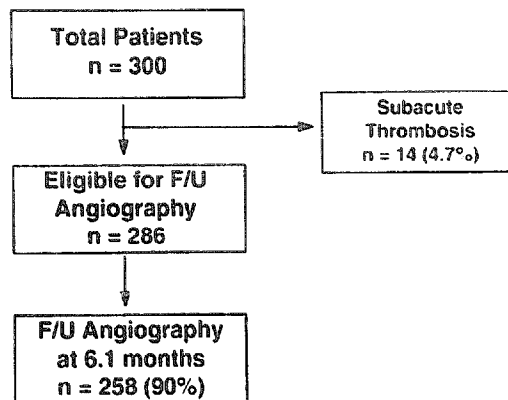 Total Patients
n = 300
Subacute
Thrombosis
n = 14 (4.7%)
Eligible for F/U
Angiography
n = 286
F/U Angiography
at 6.1 months
n = 258 (90%)